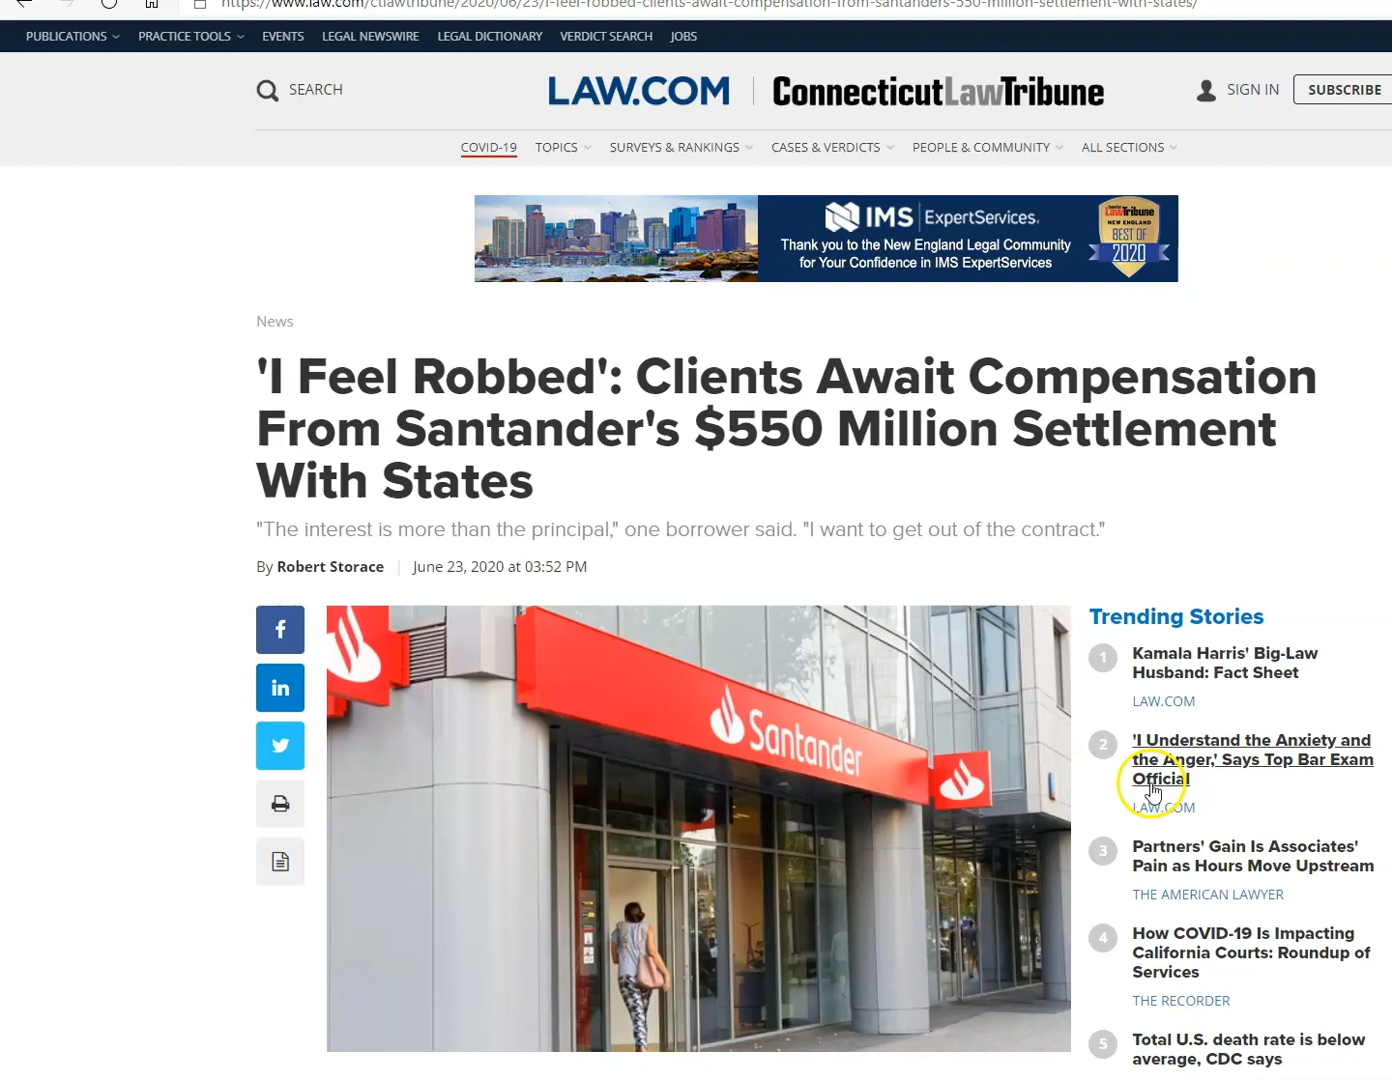 https://www.law.com/ctlawtribune/2020/06/23/i-feel-robbed-clients-await-compensation-from-santanders-550-million-settlement-with-states/
PUBLICATIONS PRACTICE TOOLS EVENTS LEGAL NEWSWIRE LEGAL DICTIONARY VERDICT SEARCH JOBS
SEARCH LAW.COM ConnecticutLawTribune SIGN IN SUBSCRIBE
COVID-19 TOPICS SURVEYS & RANKINGS CASES & VERDICTS PEOPLE & COMMUNITY ALL SECTIONS
IMS ExpertServices.
Thank you to the New England Legal Community
for Your Confidence in IMS ExpertServices
Connecticut LawTribune
NEW ENGLAND
BEST OF
2020
News
'I Feel Robbed': Clients Await Compensation
From Santander's $550 Million Settlement
With States
"The interest is more than the principal," one borrower said. "I want to get out of the contract."
By Robert Storace June 23, 2020 at 03:52 PM
f
in
Santander
Trending Stories
1 Kamala Harris' Big-Law
Husband: Fact Sheet
LAW.COM
2 'I Understand the Anxiety and
the Anger,' Says Top Bar Exam
Official
LAW.COM
3 Partners' Gain Is Associates'
Pain as Hours Move Upstream
THE AMERICAN LAWYER
4 How COVID-19 Is Impacting
California Courts: Roundup of
Services
THE RECORDER
5 Total U.S. death rate is below
average, CDC says